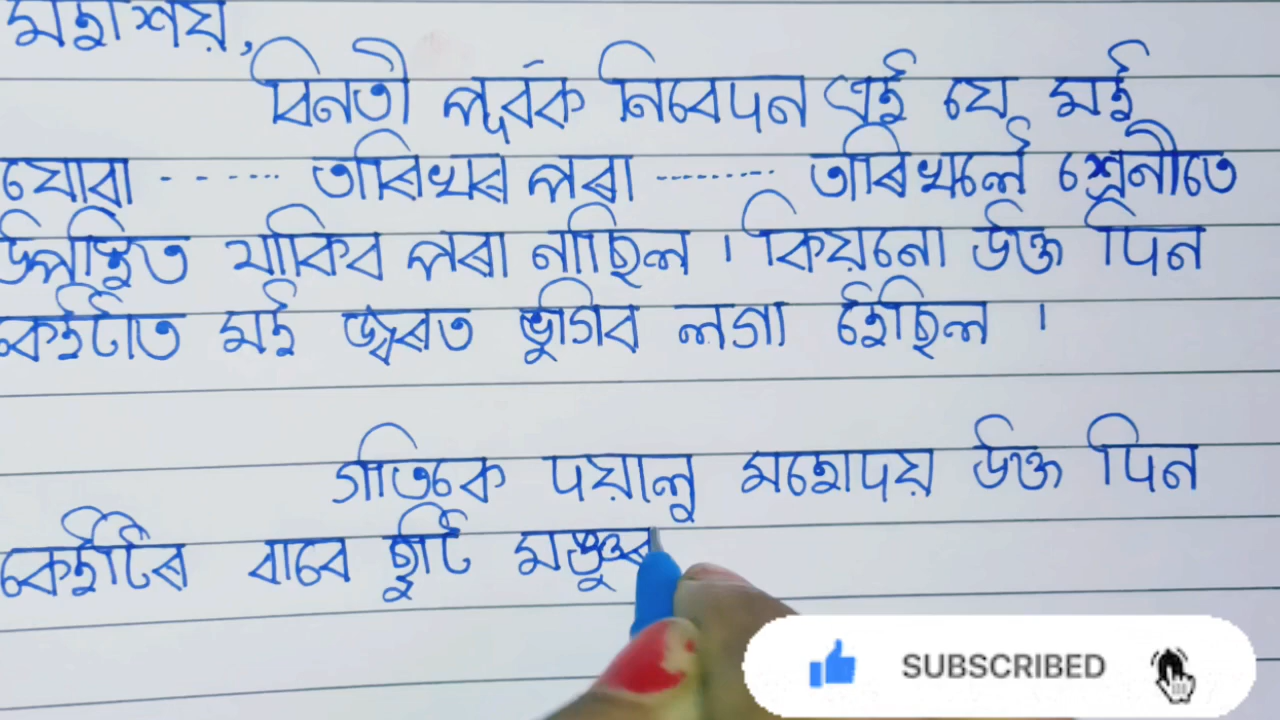 মহাশয়,
বিনতী পূৰ্বক নিবেদন এই যে মই
যোৱা ------ তাৰিখৰ পৰা -------- তাৰিখলৈ শ্ৰেনীতে
উপস্থিত থাকিব পৰা নাছিল । কিয়নো উক্ত দিন
কেইটাত মই জ্বৰত ভুগিব লগা হৈছিল ।
গতিকে দয়ালু মহোদয় উক্ত দিন
কেইটিৰ বাবে ছুটি মঞ্জুৰ
SUBSCRIBED